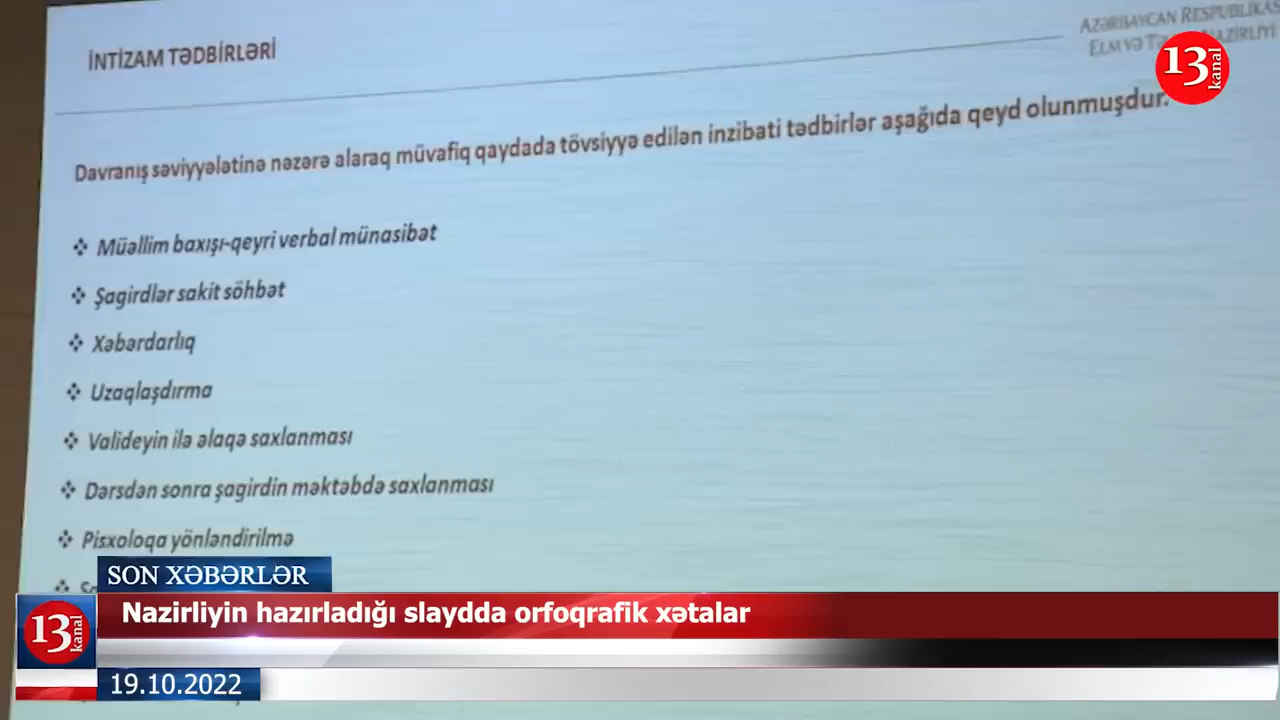 İNTİZAM TƏDBİRLƏRİ
AZƏRBAYCAN RESPUBLİKAS
ELM VƏ
13 kanal
Davranış səviyyələtinə nəzərə alaraq müvafiq qaydada tövsiyyə edilən inzibati tədbirlər aşağıda qeyd olunmuşdur.
❖ Müəllim baxışı-qeyri verbal münasibət
❖ Şagirdlər sakit söhbət
❖ Xəbərdarlıq
❖ Uzaqlaşdırma
❖ Valideyin ilə əlaqə saxlanması
❖ Dərsdən sonra şagirdin məktəbdə saxlanması
❖ Pisxoloqa yönləndirilmə
SON XƏBƏRLƏR
Nazirliyin hazırladığı slaydda orfoqrafik xətalar
13 kanal
19.10.2022